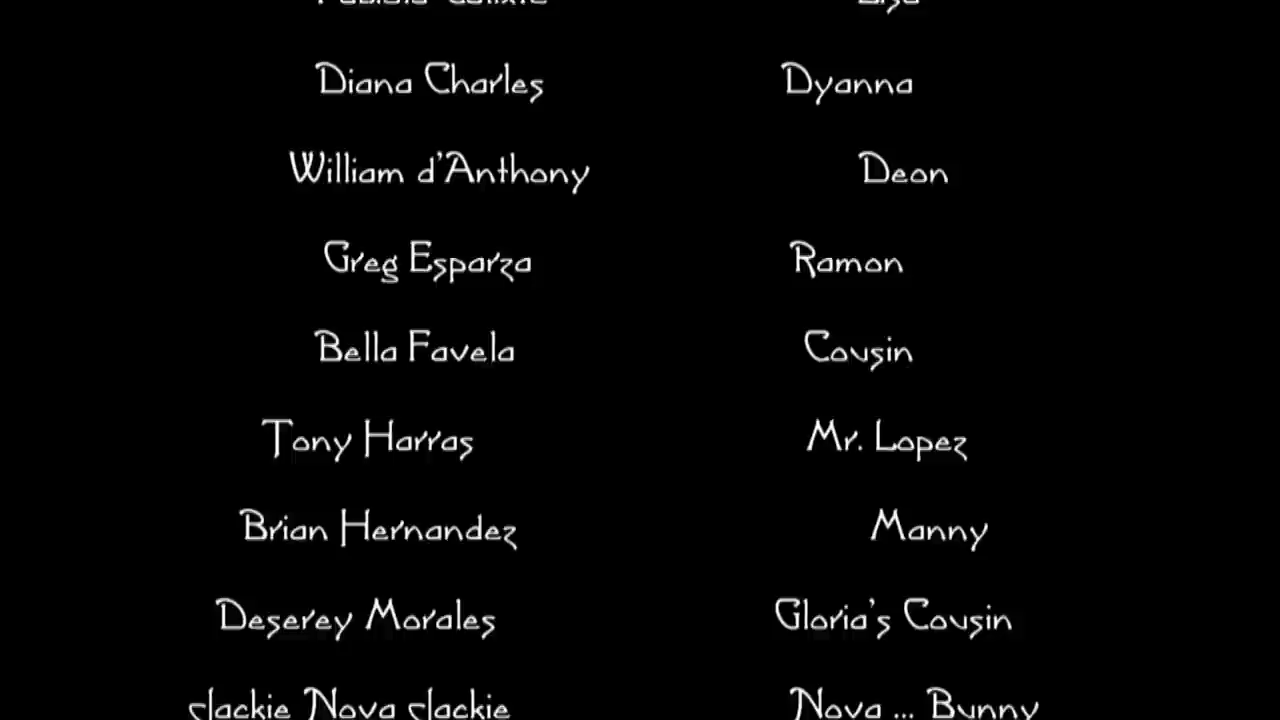 Diana Charles Dyanna
William d'Anthony Deon
Greg Esparza Ramon
Bella Favela Cousin
Tony Harras Mr. Lopez
Brian Hernandez Manny
Deserey Morales Gloria's Cousin
Jackie Nova Jackie Nova ... Bunny